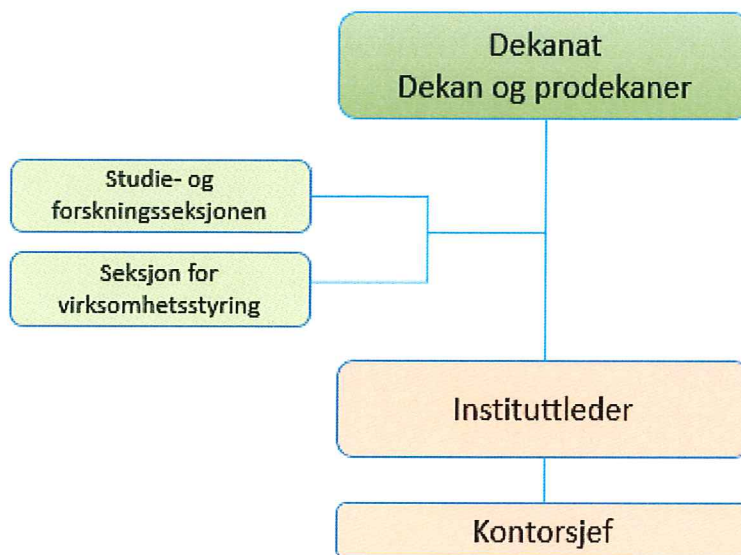 Dekanat
Dekan og prodekaner
Studie- og
forskningsseksjonen
Seksjon for
virksomhetsstyring
Instituttleder
Kontorsjef